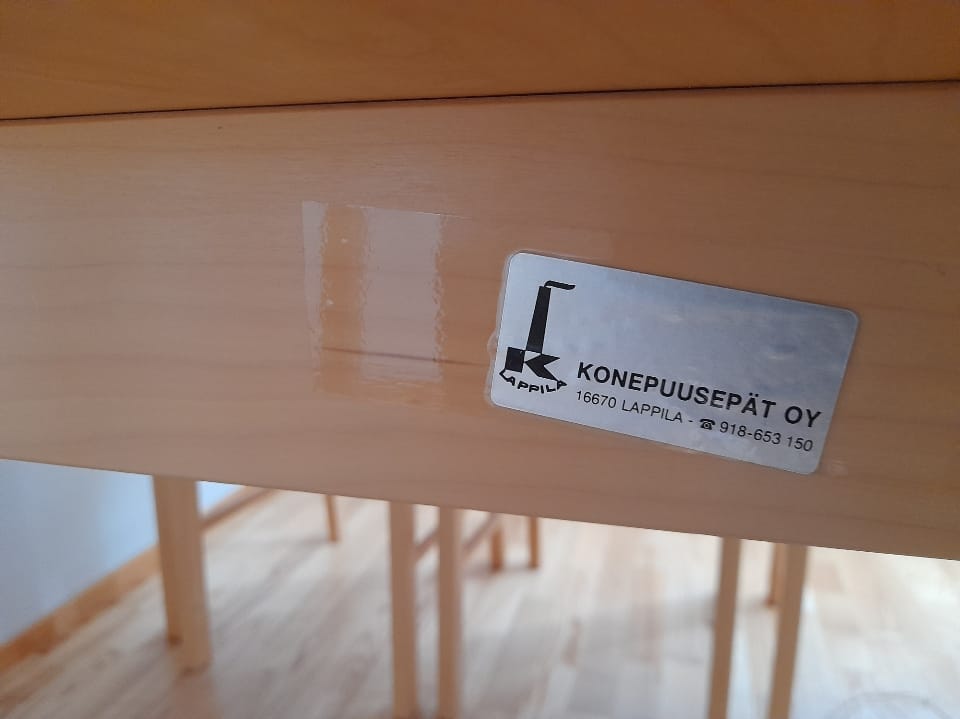 K
LAPPILA
KONEPUUSEPÄT OY
16670 LAPPILA - ☎ 918-653 150